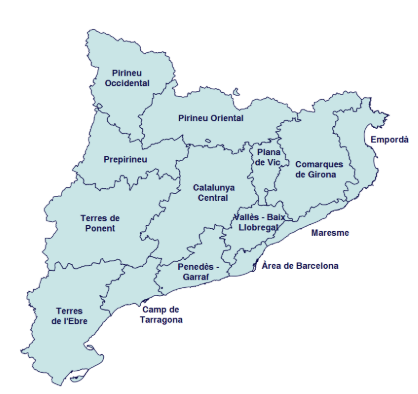 Pirineu
Occidental
Pirineu Oriental
Empordà
Plana
de Vic
Prepirineu
Comarques
de Girona
Catalunya
Central
Terres de
Ponent
Vallès - Baix
Llobregat
Maresme
Penedès -
Garraf
Àrea de Barcelona
Camp de
Tarragona
Terres
de l'Ebre